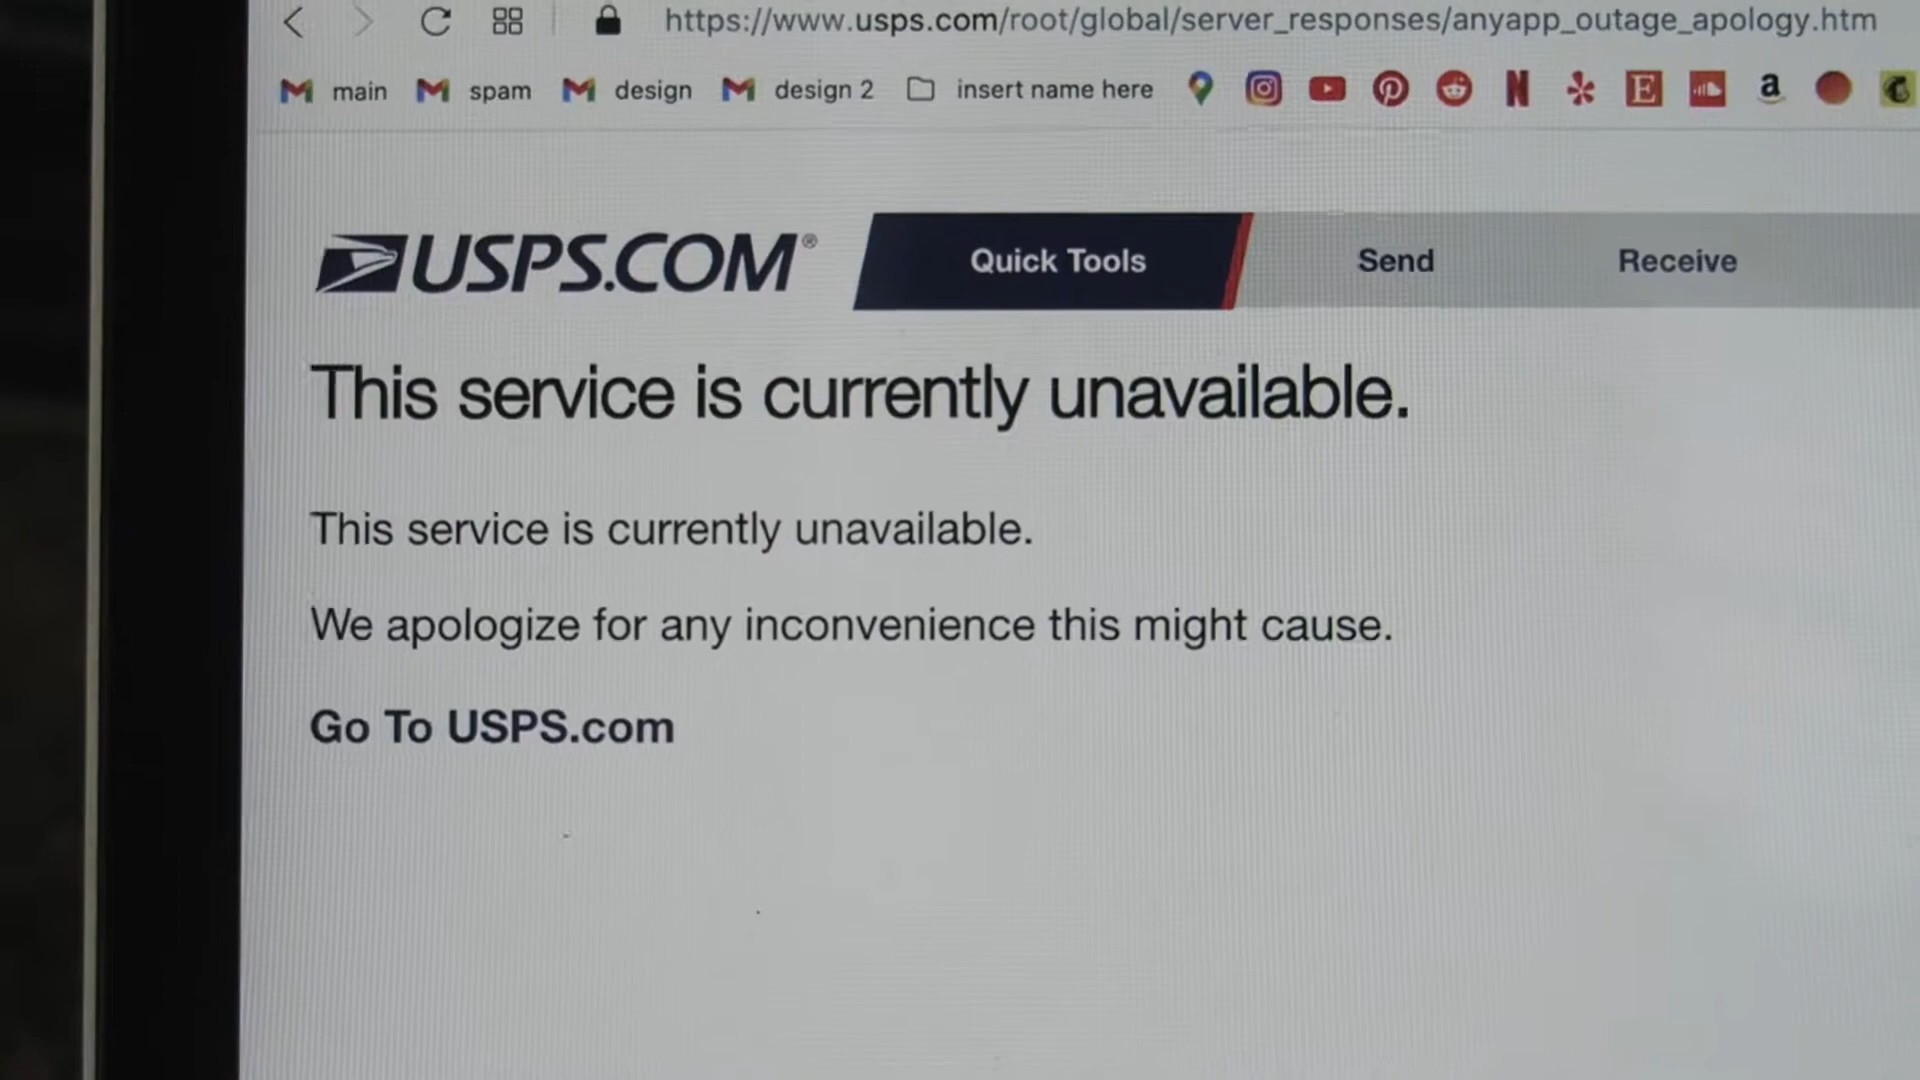 https://www.usps.com/root/global/server_responses/anyapp_outage_apology.htm
main spam design design 2 insert name here
USPS.COM® Quick Tools Send Receive
This service is currently unavailable.
This service is currently unavailable.
We apologize for any inconvenience this might cause.
Go To USPS.com